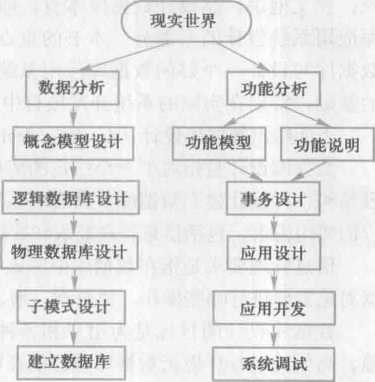 现实世界
数据分析
功能分析
概念模型设计
功能模型
功能说明
逻辑数据库设计
事务设计
物理数据库设计
应用设计
子模式设计
应用开发
建立数据库
系统调试